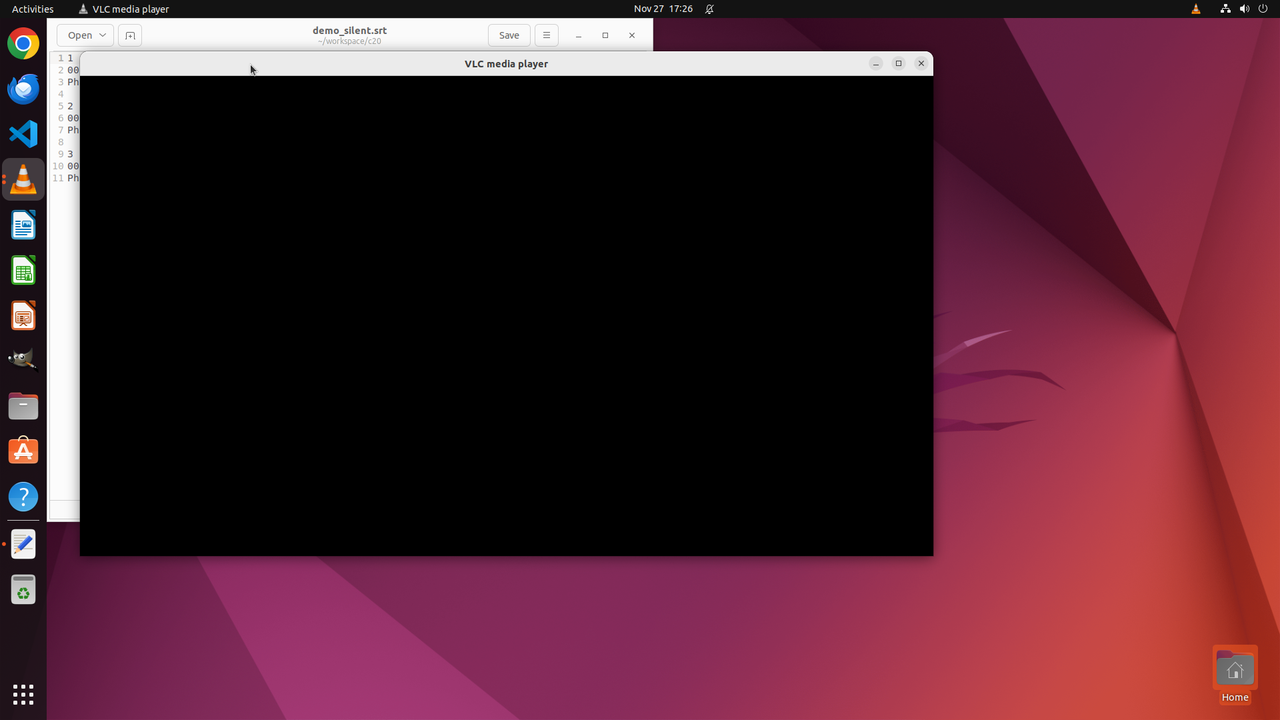 Activities
VLC media player
Nov 27 17:26
Open
demo_silent.srt
~/workspace/c20
Save
1 1
2 00
3 Ph
4
5 2
6 00
7 Ph
8
9 3
10 00
11 Ph
VLC media player
Home